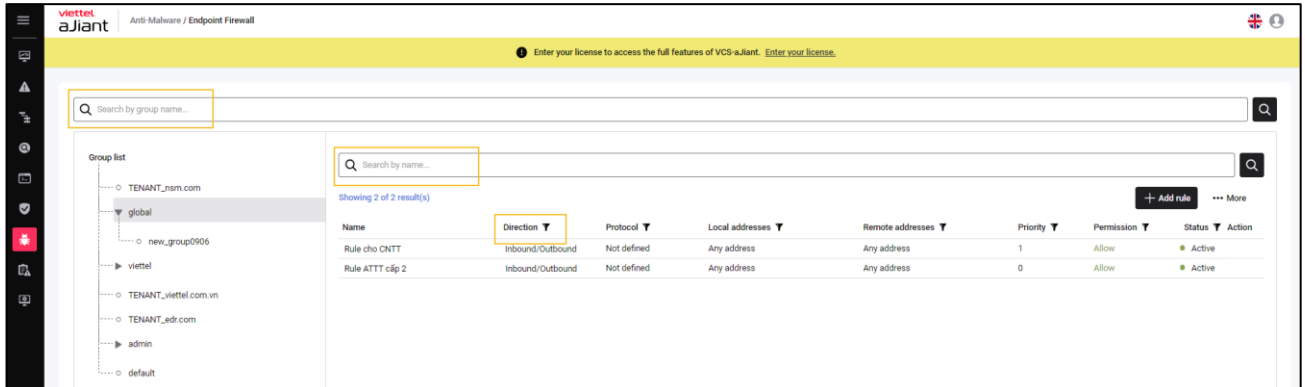 viettel
aJiant
Anti-Malware / Endpoint Firewall
Enter your license to access the full features of VCS-aJiant. Enter your license.
Search by group name...
Group list
TENANT_nsm.com
global
new_group0906
viettel
TENANT_viettel.com.vn
TENANT_edr.com
admin
default
Search by name...
Showing 2 of 2 result(s)
Add rule
More
Name Direction Protocol Local addresses Remote addresses Priority Permission Status Action
Rule cho CNTT Inbound/Outbound Not defined Any address Any address 1 Allow Active
Rule ATTT cấp 2 Inbound/Outbound Not defined Any address Any address 0 Allow Active